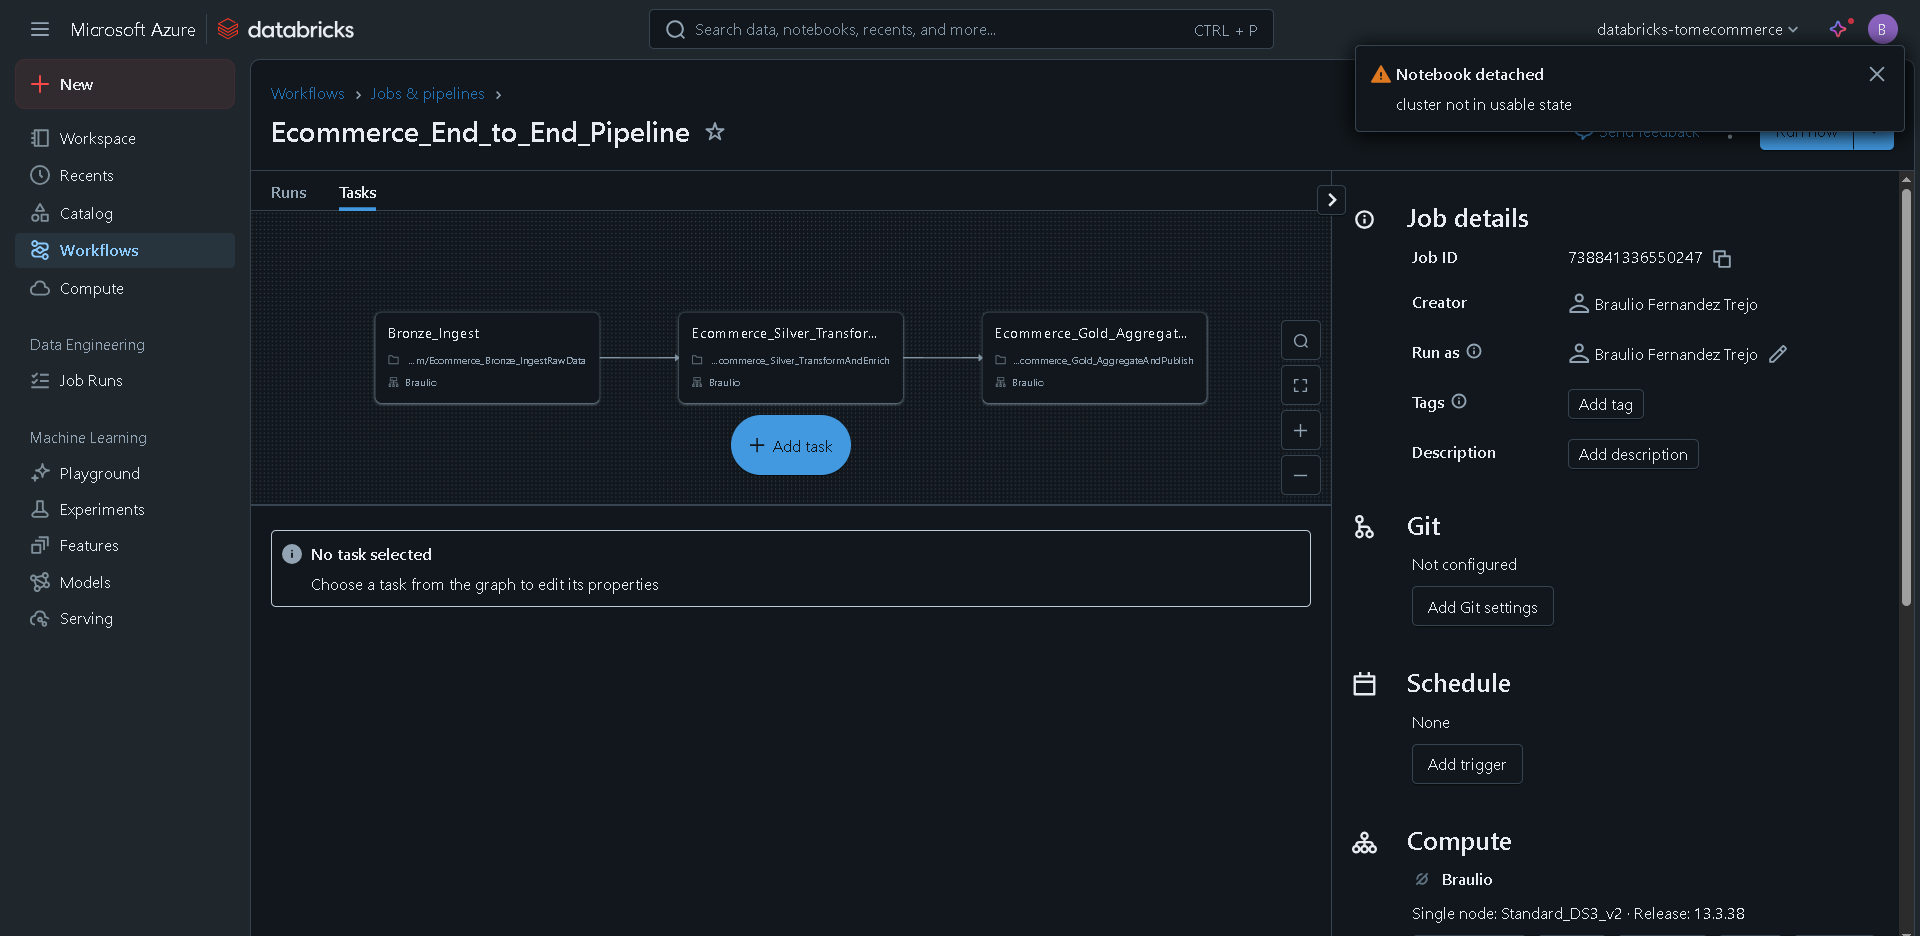 Microsoft Azure
databricks
Search data, notebooks, recents, and more...
CTRL + P
databricks-tomecommerce
B
Notebook detached
cluster not in usable state
New
Workspace
Recents
Catalog
Workflows
Compute
Data Engineering
Job Runs
Machine Learning
Playground
Experiments
Features
Models
Serving
Workflows › Jobs & pipelines ›
Ecommerce_End_to_End_Pipeline
Send feedback
Run now
Runs
Tasks
Bronze_Ingest
...m/Ecommerce_Bronze_IngestRawData
Braulio
Ecommerce_Silver_Transfor...
...commerce_Silver_TransformAndEnrich
Braulio
Ecommerce_Gold_Aggregat...
...commerce_Gold_AggregateAndPublish
Braulio
+ Add task
No task selected
Choose a task from the graph to edit its properties
Job details
Job ID
738841336550247
Creator
Braulio Fernandez Trejo
Run as
Braulio Fernandez Trejo
Tags
Add tag
Description
Add description
Git
Not configured
Add Git settings
Schedule
None
Add trigger
Compute
Braulio
Single node: Standard_DS3_v2 · Release: 13.3.38